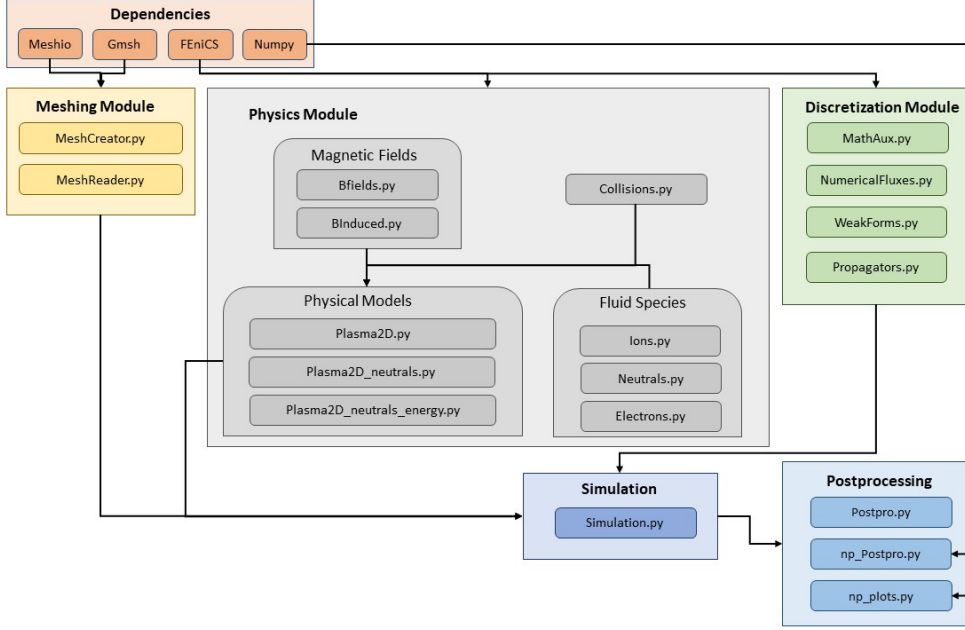 Dependencies
Meshio
Gmsh
FEniCS
Numpy
Meshing Module
MeshCreator.py
MeshReader.py
Physics Module
Magnetic Fields
Bfields.py
BInduced.py
Collisions.py
Physical Models
Plasma2D.py
Plasma2D_neutrals.py
Plasma2D_neutrals_energy.py
Fluid Species
Ions.py
Neutrals.py
Electrons.py
Discretization Module
MathAux.py
NumericalFluxes.py
WeakForms.py
Propagators.py
Simulation
Simulation.py
Postprocessing
Postpro.py
np_Postpro.py
np_plots.py